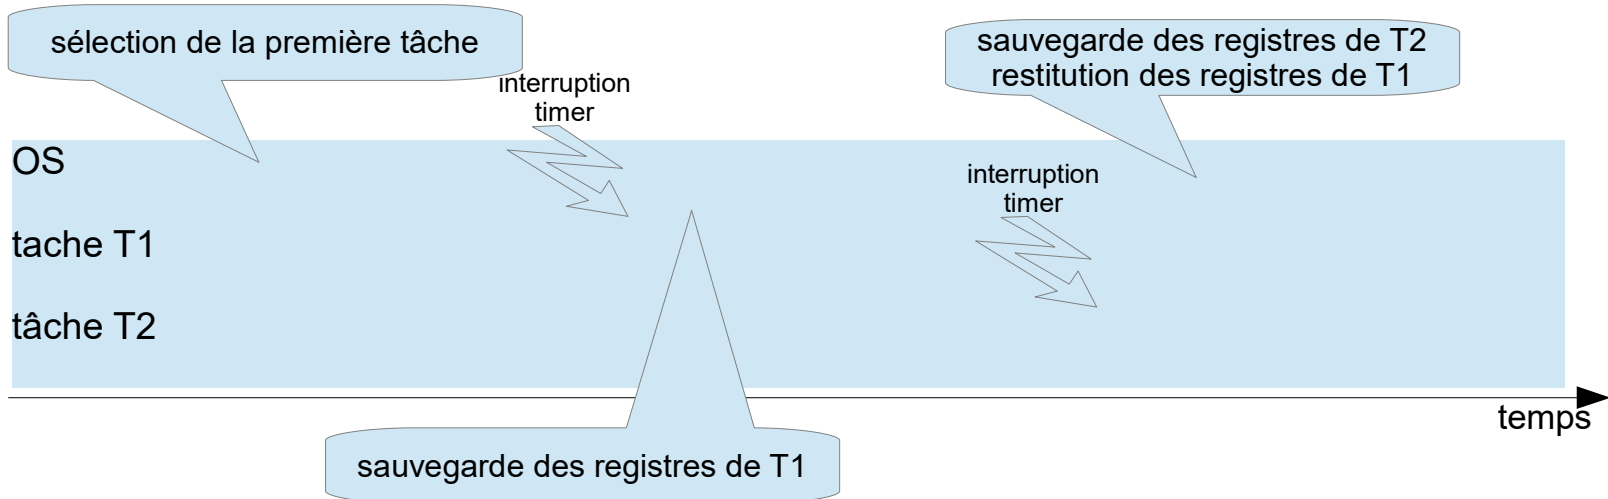 sélection de la première tâche
sauvegarde des registres de T2
restitution des registres de T1
interruption
timer
OS
interruption
timer
tache T1
tâche T2
temps
sauvegarde des registres de T1